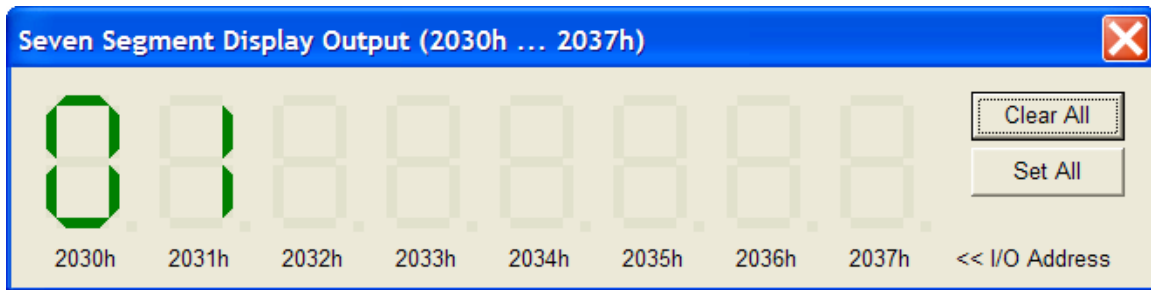 Seven Segment Display Output (2030h ... 2037h)
01
Clear All
Set All
2030h 2031h 2032h 2033h 2034h 2035h 2036h 2037h << I/O Address